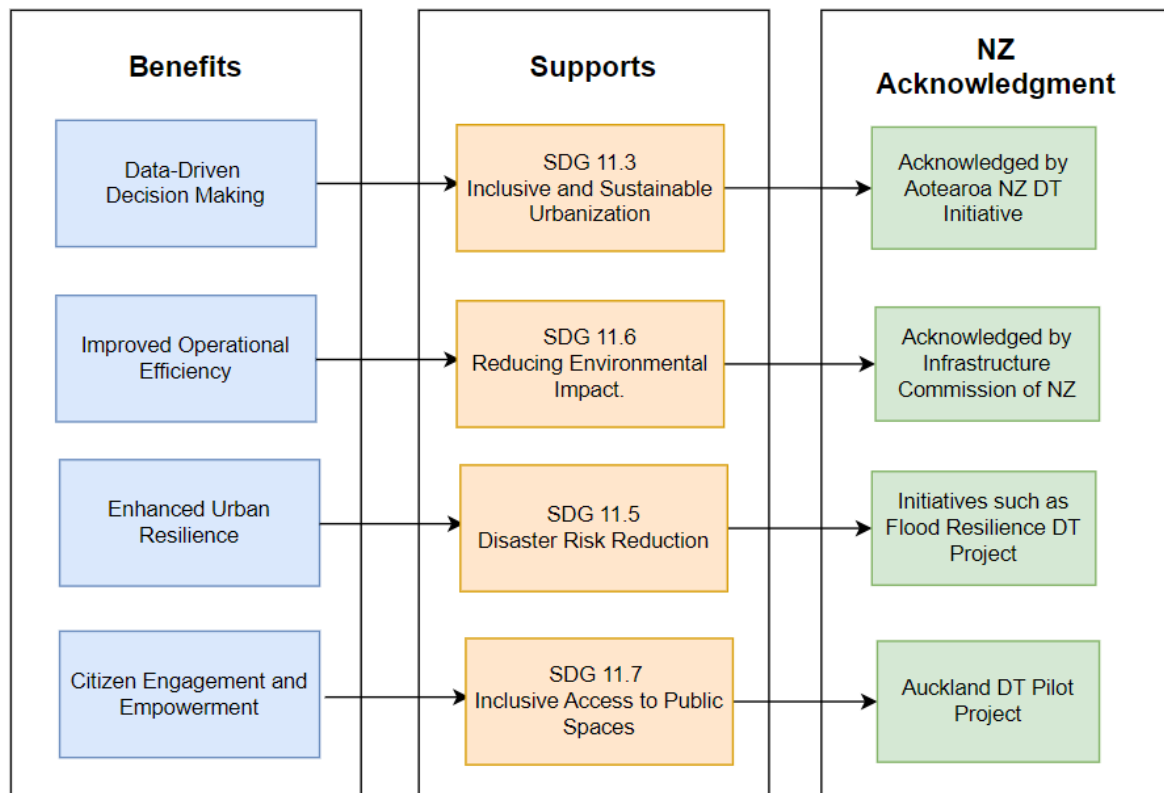 Benefits
Supports
NZ
Acknowledgment
Data-Driven
Decision Making
SDG 11.3
Inclusive and Sustainable
Urbanization
Acknowledged by
Aotearoa NZ DT
Initiative
Improved Operational
Efficiency
SDG 11.6
Reducing Environmental
Impact.
Acknowledged by
Infrastructure
Commission of NZ
Enhanced Urban
Resilience
SDG 11.5
Disaster Risk Reduction
Initiatives such as
Flood Resilience DT
Project
Citizen Engagement and
Empowerment
SDG 11.7
Inclusive Access to Public
Spaces
Auckland DT Pilot
Project